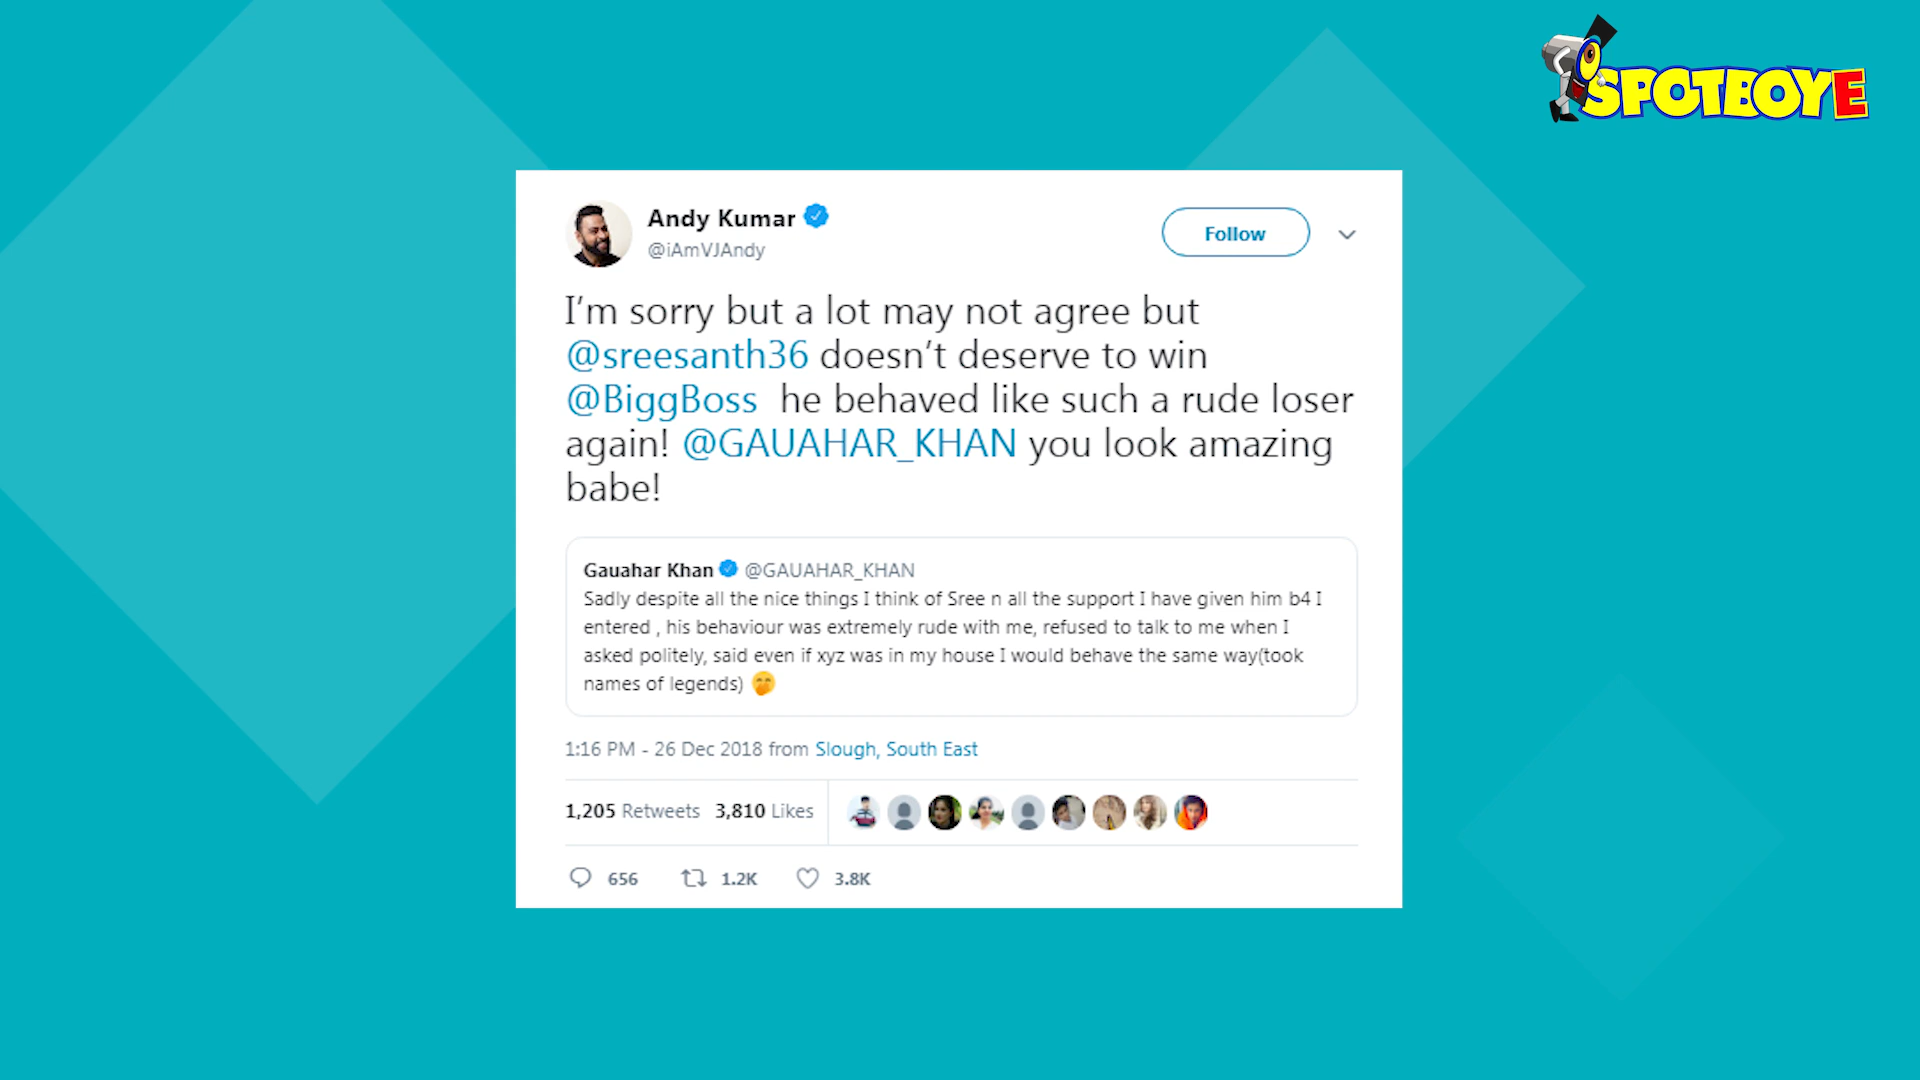 SPOTBOYE
Andy Kumar
@iAmVJAndy
Follow
I'm sorry but a lot may not agree but
@sreesanth36 doesn't deserve to win
@BiggBoss he behaved like such a rude loser
again! @GAUAHAR_KHAN you look amazing
babe!
Gauahar Khan @GAUAHAR_KHAN
Sadly despite all the nice things I think of Sree n all the support I have given him b4 I
entered , his behaviour was extremely rude with me, refused to talk to me when I
asked politely, said even if xyz was in my house I would behave the same way(took
names of legends) 🤭
1:16 PM - 26 Dec 2018 from Slough, South East
1,205 Retweets 3,810 Likes
656 1.2K 3.8K